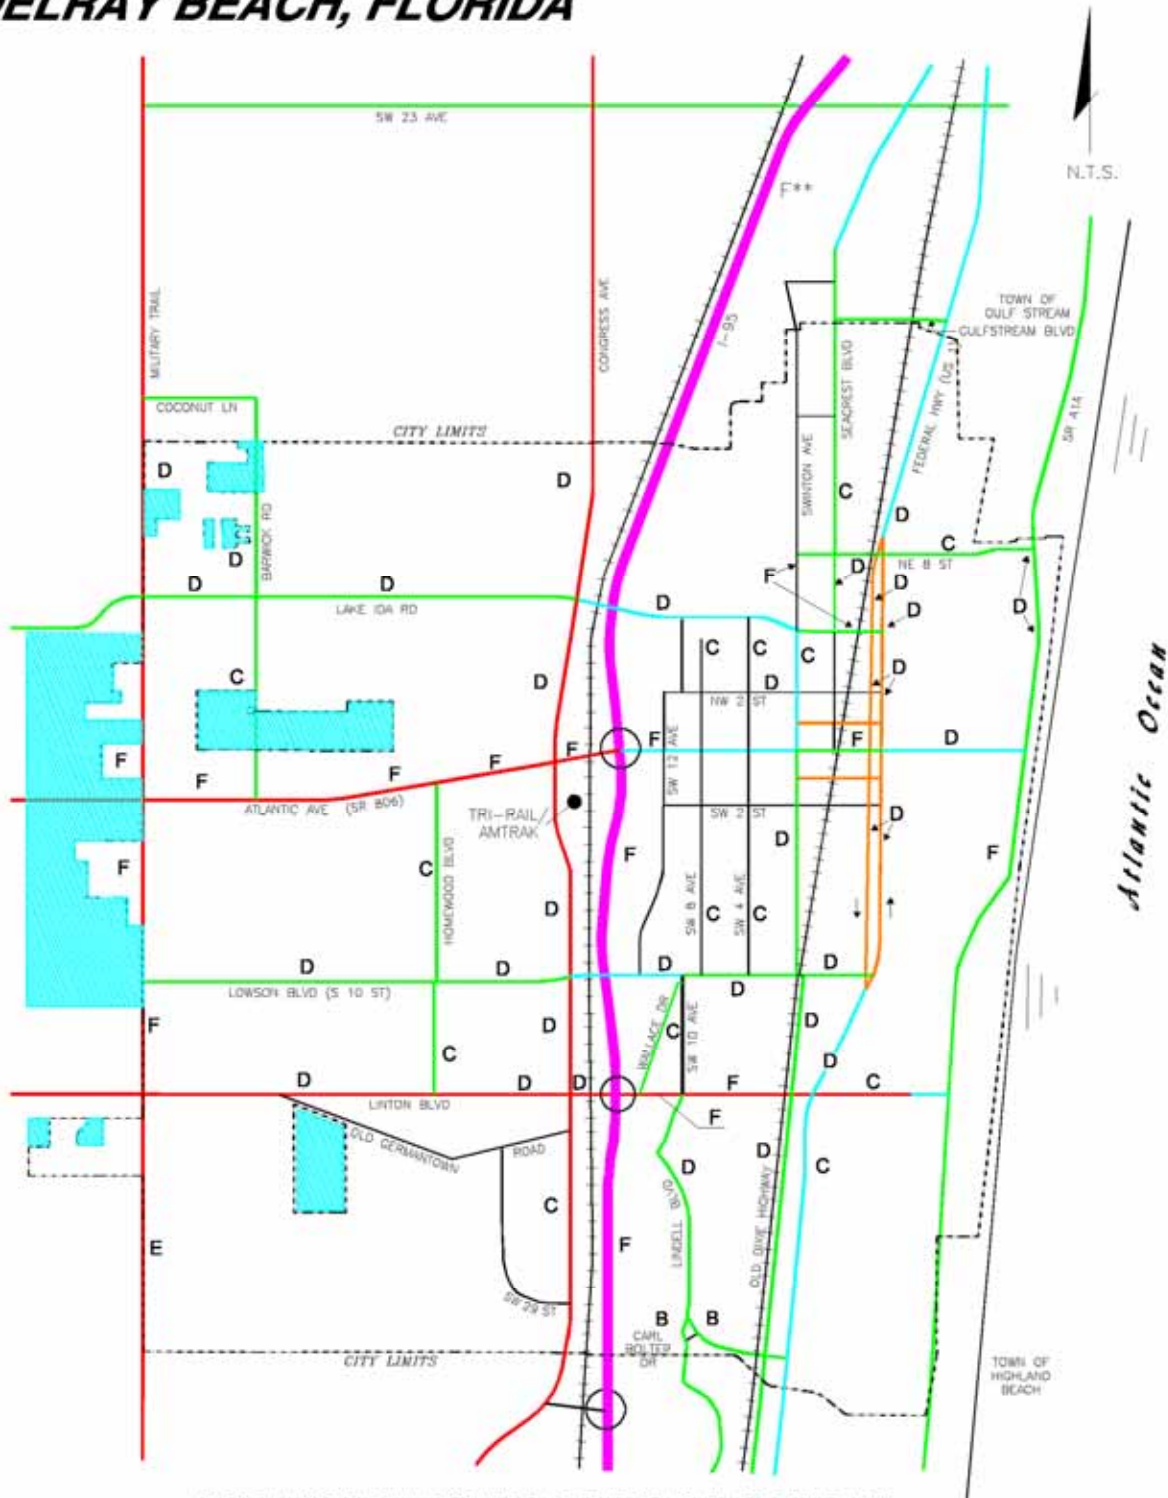 DELRAY BEACH, FLORIDA
SW 23 AVE
N.T.S.
F**
MILITARY TRAIL
CONGRESS AVE
I-95
TOWN OF
GULF STREAM
GULFSTREAM BLVD
SEACREST BLVD
FEDERAL HWY (US 1)
SR A1A
COCONUT LN
CITY LIMITS
SWINTON AVE
D
D
C
D
BARWICK RD
C
NE 8 ST
D
F
D
D
D
D
D
D
LAKE IDA RD
D
D
C
C
C
C
D
D
D
NW 2 ST
Atlantic Ocean
F
F
F
F
F
F
F
D
SW 12 AVE
ATLANTIC AVE (SR 806)
TRI-RAIL/
AMTRAK
SW 2 ST
D
F
C
HOMEWOOD BLVD
F
D
F
SW 8 AVE
SW 4 AVE
D
C
C
D
D
D
D
D
LOWSON BLVD (S 10 ST)
F
D
WALLACE DR
C
SW 10 AVE
D
C
D
D
D
D
F
C
LINTON BLVD
F
OLD GERMANTOWN
ROAD
D
D
C
C
LINDELL BLVD
OLD DIXIE HIGHWAY
E
F
SW 29 ST
B
B
CARL
BOLTER
DR
CITY LIMITS
TOWN OF
HIGHLAND
BEACH